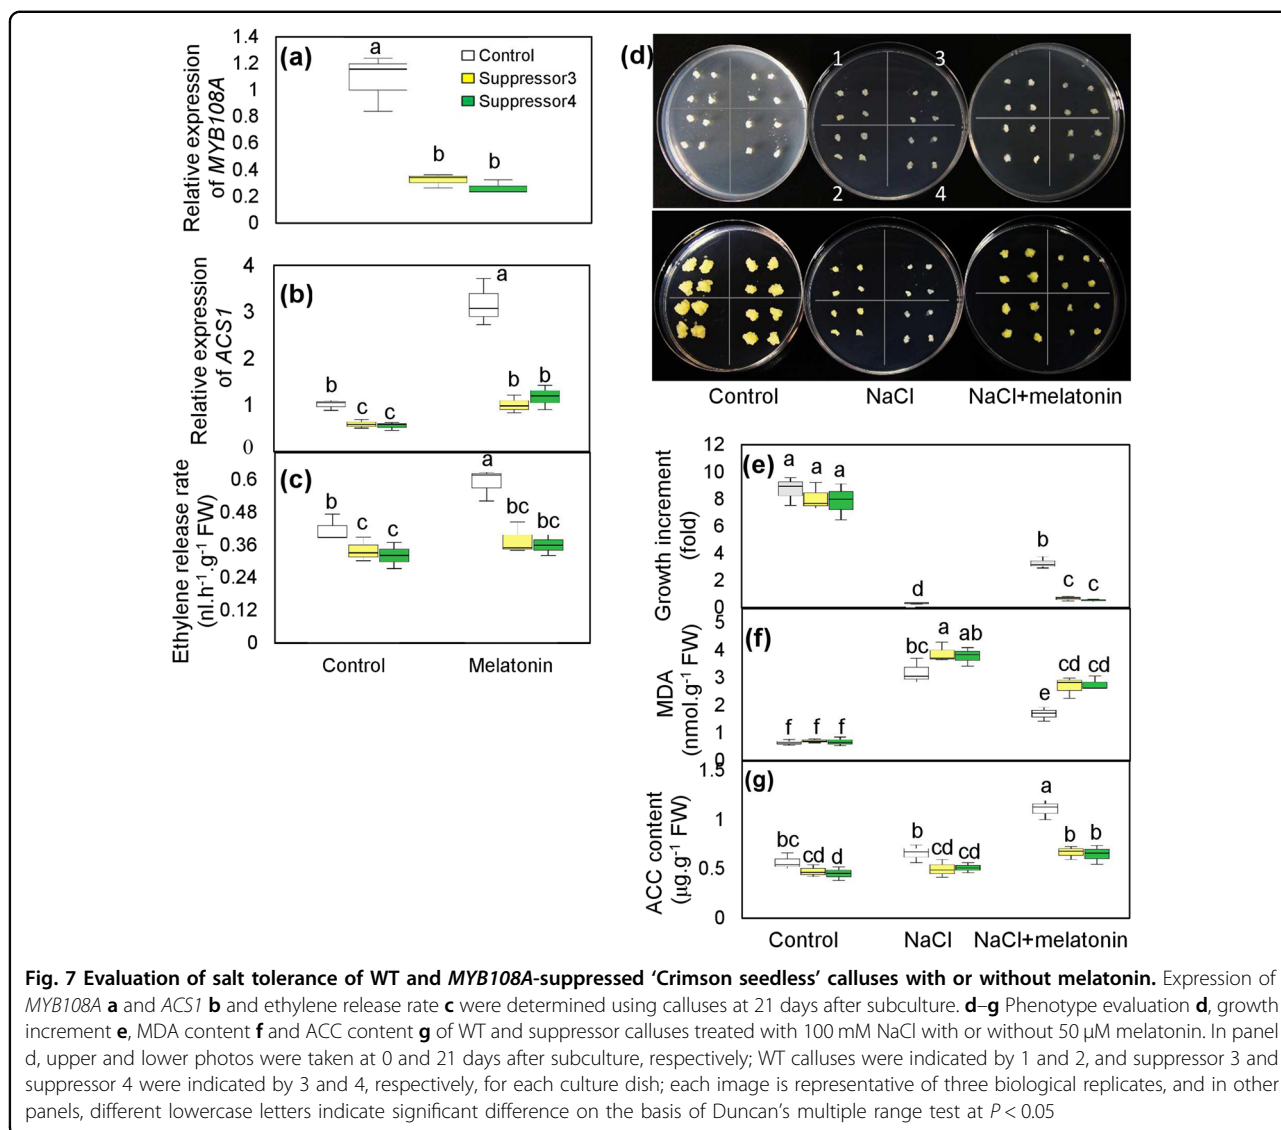 (a)
Relative expression
of MYB108A
1.4
1.2
1
0.8
0.6
0.4
0.2
0
a
b
b
Control
Suppressor3
Suppressor4
(b)
Relative expression
of ACS1
4
3
2
1
0
b
c
c
a
b
b
(c)
Ethylene release rate
(nl.h⁻¹.g⁻¹ FW)
0.6
0.48
0.36
0.24
0.12
0
b
c
c
a
bc
bc
Control
Melatonin
(d)
1
3
2
4
Control
NaCl
NaCl+melatonin
(e)
Growth increment
(fold)
12
10
8
6
4
2
0
a
a
a
d
b
c
c
(f)
MDA
(nmol.g⁻¹ FW)
5
4
3
2
1
0
f
f
f
bc
a
ab
e
cd
cd
(g)
ACC content
(µg.g⁻¹ FW)
1.5
1
0.5
0
bc
cd
d
b
cd
cd
a
b
b
Control
NaCl
NaCl+melatonin
Fig. 7 Evaluation of salt tolerance of WT and MYB108A-suppressed ‘Crimson seedless’ calluses with or without melatonin. Expression of
MYB108A a and ACS1 b and ethylene release rate c were determined using calluses at 21 days after subculture. d–g Phenotype evaluation d, growth
increment e, MDA content f and ACC content g of WT and suppressor calluses treated with 100 mM NaCl with or without 50 µM melatonin. In panel
d, upper and lower photos were taken at 0 and 21 days after subculture, respectively; WT calluses were indicated by 1 and 2, and suppressor 3 and
suppressor 4 were indicated by 3 and 4, respectively, for each culture dish; each image is representative of three biological replicates, and in other
panels, different lowercase letters indicate significant difference on the basis of Duncan’s multiple range test at P < 0.05